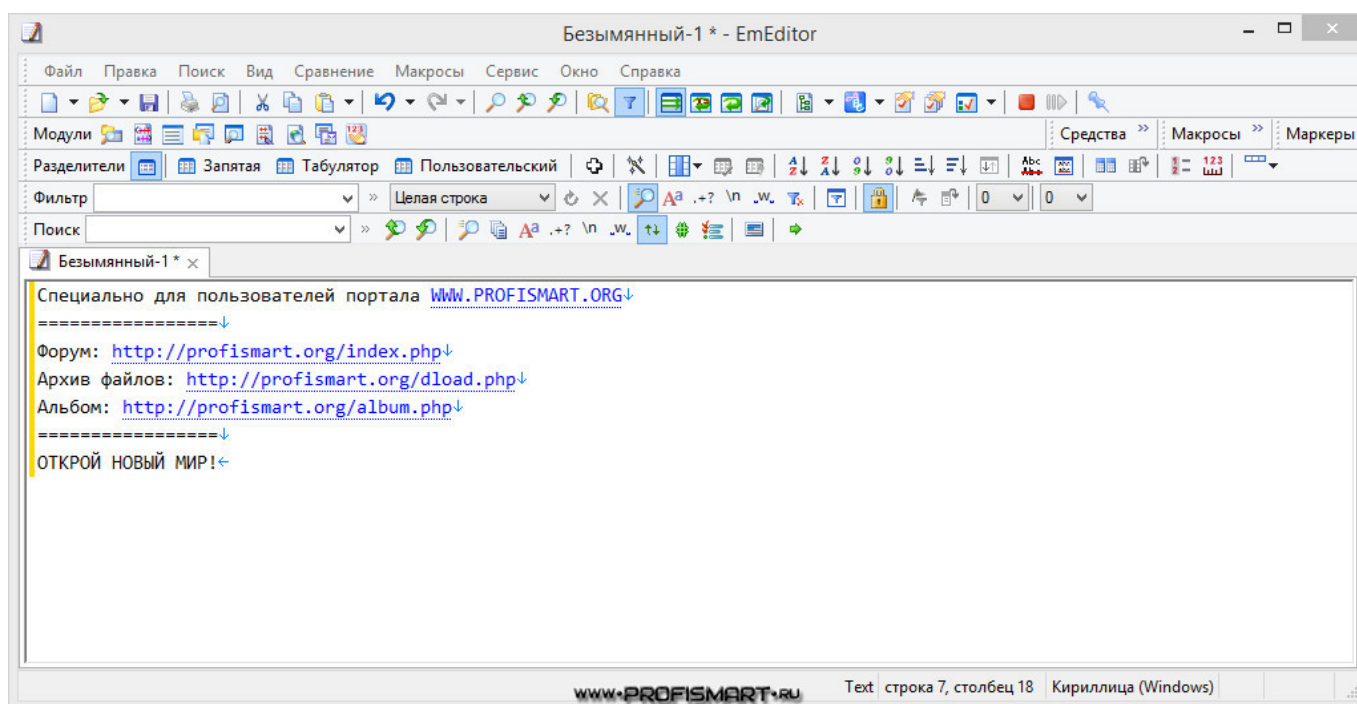 Безымянный-1 * - EmEditor
Файл Правка Поиск Вид Сравнение Макросы Сервис Окно Справка
Модули Средства » Макросы » Маркеры
Разделители Запятая Табулятор Пользовательский
Фильтр » Целая строка 0 0
Поиск »
Безымянный-1 *
Специально для пользователей портала WWW.PROFISMART.ORG↓
=================↓
Форум: http://profismart.org/index.php↓
Архив файлов: http://profismart.org/dload.php↓
Альбом: http://profismart.org/album.php↓
=================↓
ОТКРОЙ НОВЫЙ МИР!←
Text строка 7, столбец 18 Кириллица (Windows)
WWW•PROFISMART•RU